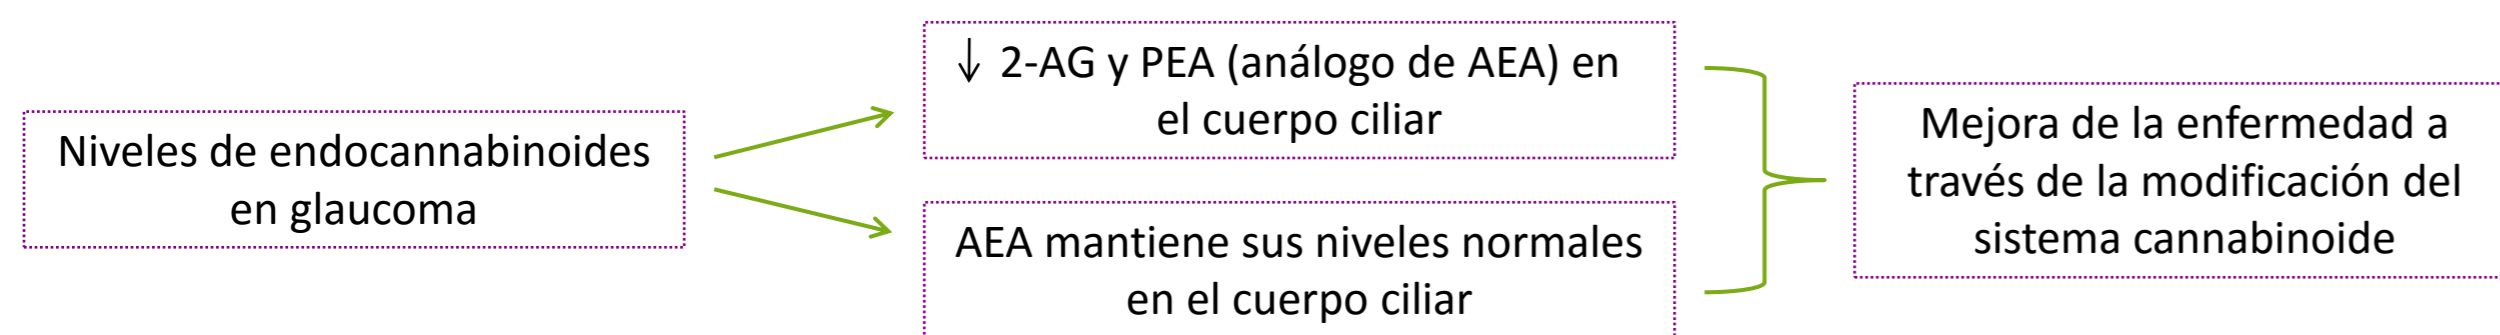 Niveles de endocannabinoides
en glaucoma
↓ 2-AG y PEA (análogo de AEA) en
el cuerpo ciliar
AEA mantiene sus niveles normales
en el cuerpo ciliar
Mejora de la enfermedad a
través de la modificación del
sistema cannabinoide